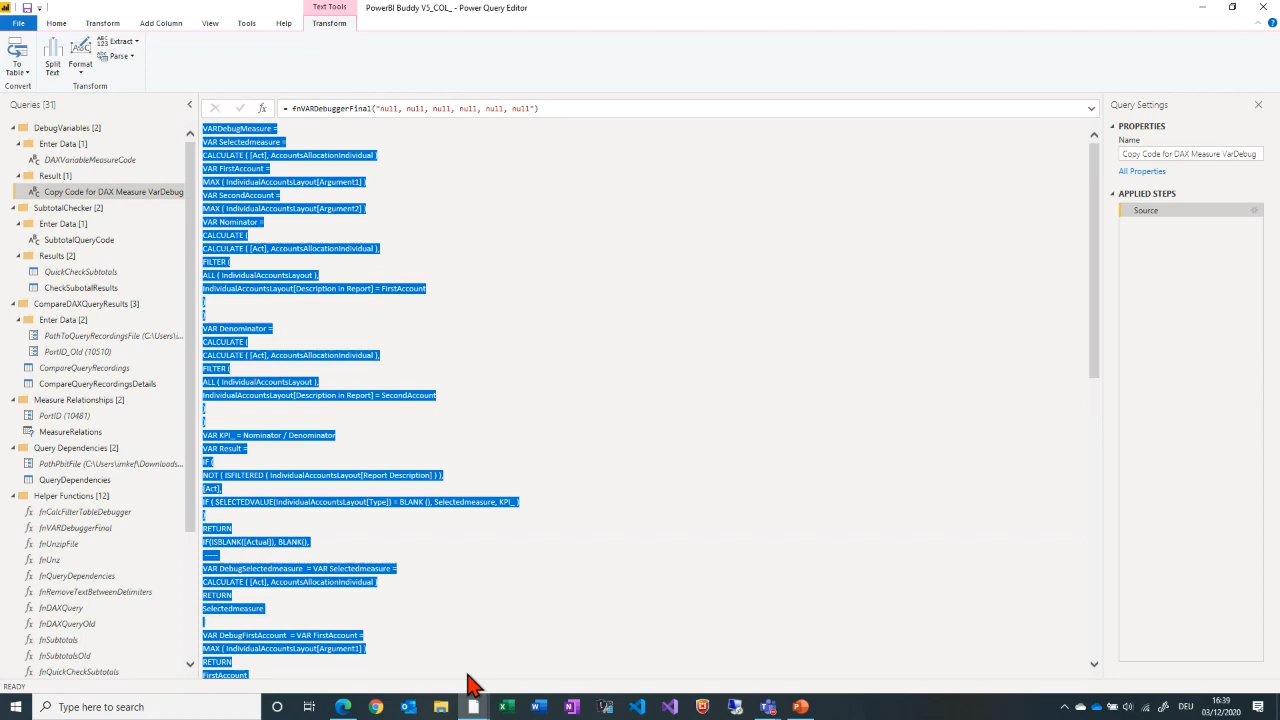 Text Tools
PowerBI Buddy V5_COL_ - Power Query Editor
File
Home
Transform
Add Column
View
Tools
Help
Transform
To
Table
Split
Text
Format
ABC
123
Extract
ABC
Parse
Convert
Transform
Queries [31]
= fnVARDebuggerFinal("null, null, null, null, null, null")
Query Settings
DebugVariables [2]
Enter Data [1]
DAXVariableMeasureCode
Result [1]
Copy Code for DAX Measure VarDebug
SubtotalChecker [2]
Enter Data [1]
SubtotalQueryCode
Results [2]
QuickCheckSubtotals
CheckSubtotalResults
CompareDAXQueryResults [3]
Enter Data [2]
PathToQueryRecordingsFile (C:\Users\i...
PortID_Old (10510)
CompareQueryRecordings
CompareQueryRecordingsDetails
Measure Relationships [2]
PortID (10481)
MeasureRelations
Query Dependencies [2]
PathPbitFile (C:\Users\imkef\Downloads...
QueryDependencies
Helper Functions [12]
fnCalcFilterTableDebugger
fnVARDebuggerFinal
fnUnzipFile
fnUnz
fnQueryDependencies
fnRemoveTextBetweenDelimiters
fnDAXQuery
fnDAXQueryOld
fnSubtotals
fnSubtotalsOld
fnQuickCheckSubtotals
VARDebugMeasure =
VAR Selectedmeasure =
CALCULATE ( [Act], AccountsAllocationIndividual )
VAR FirstAccount =
MAX ( IndividualAccountsLayout[Argument1] )
VAR SecondAccount =
MAX ( IndividualAccountsLayout[Argument2] )
VAR Nominator =
CALCULATE (
CALCULATE ( [Act], AccountsAllocationIndividual ),
FILTER (
ALL ( IndividualAccountsLayout ),
IndividualAccountsLayout[Description in Report] = FirstAccount
)
)
VAR Denominator =
CALCULATE (
CALCULATE ( [Act], AccountsAllocationIndividual ),
FILTER (
ALL ( IndividualAccountsLayout ),
IndividualAccountsLayout[Description in Report] = SecondAccount
)
)
VAR KPI_ = Nominator / Denominator
VAR Result =
IF (
NOT ( ISFILTERED ( IndividualAccountsLayout[Report Description] ) ),
[Act],
IF ( SELECTEDVALUE(IndividualAccountsLayout[Type]) = BLANK (), Selectedmeasure, KPI_ )
)
RETURN
IF(ISBLANK([Actual]), BLANK(),
-----
VAR DebugSelectedmeasure = VAR Selectedmeasure =
CALCULATE ( [Act], AccountsAllocationIndividual )
RETURN
Selectedmeasure
VAR DebugFirstAccount = VAR FirstAccount =
MAX ( IndividualAccountsLayout[Argument1] )
RETURN
FirstAccount
PROPERTIES
Name
Copy Code for DAX Measure VarDebug
All Properties
APPLIED STEPS
Source
READY
Type here to search
DEU
16:39
03/12/2020